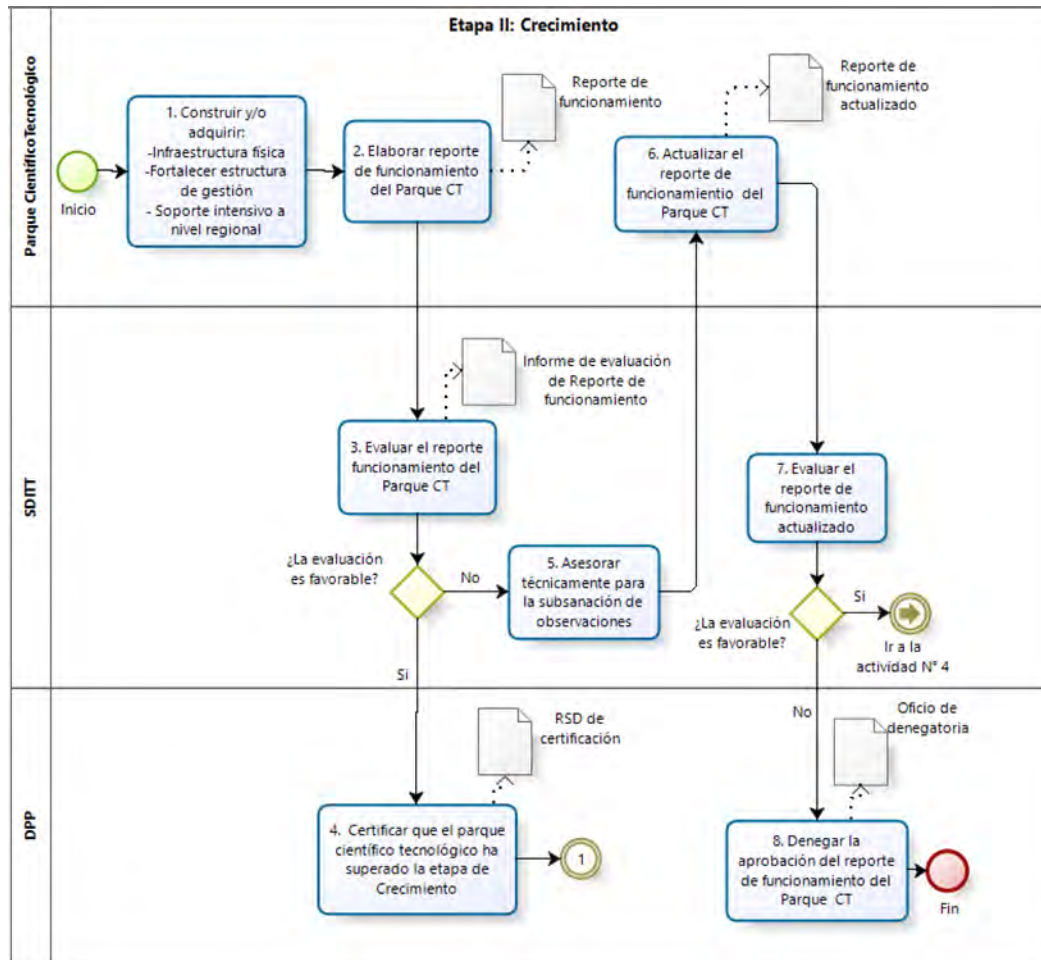 Etapa II: Crecimiento
Parque CientíficoTecnológico
Inicio
1. Construir y/o
adquirir:
-Infraestructura física
-Fortalecer estructura
de gestión
- Soporte intensivo a
nivel regional
2. Elaborar reporte
de funcionamiento
del Parque CT
Reporte de
funcionamiento
6. Actualizar el
reporte de
funcionamientio del
Parque CT
Reporte de
funcionamiento
actualizado
SDITT
3. Evaluar el reporte
funcionamiento del
Parque CT
Informe de evaluación
de Reporte de
funcionamiento
¿La evaluación
es favorable?
No
Si
5. Asesorar
técnicamente para
la subsanación de
observaciones
7. Evaluar el
reporte de
funcionamiento
actualizado
¿La evaluación
es favorable?
Si
Ir a la
actividad N° 4
No
DPP
4. Certificar que el parque
científico tecnológico ha
superado la etapa de
Crecimiento
RSD de
certificación
1
8. Denegar la
aprobación del reporte
de funcionamiento del
Parque CT
Oficio de
denegatoria
Fin